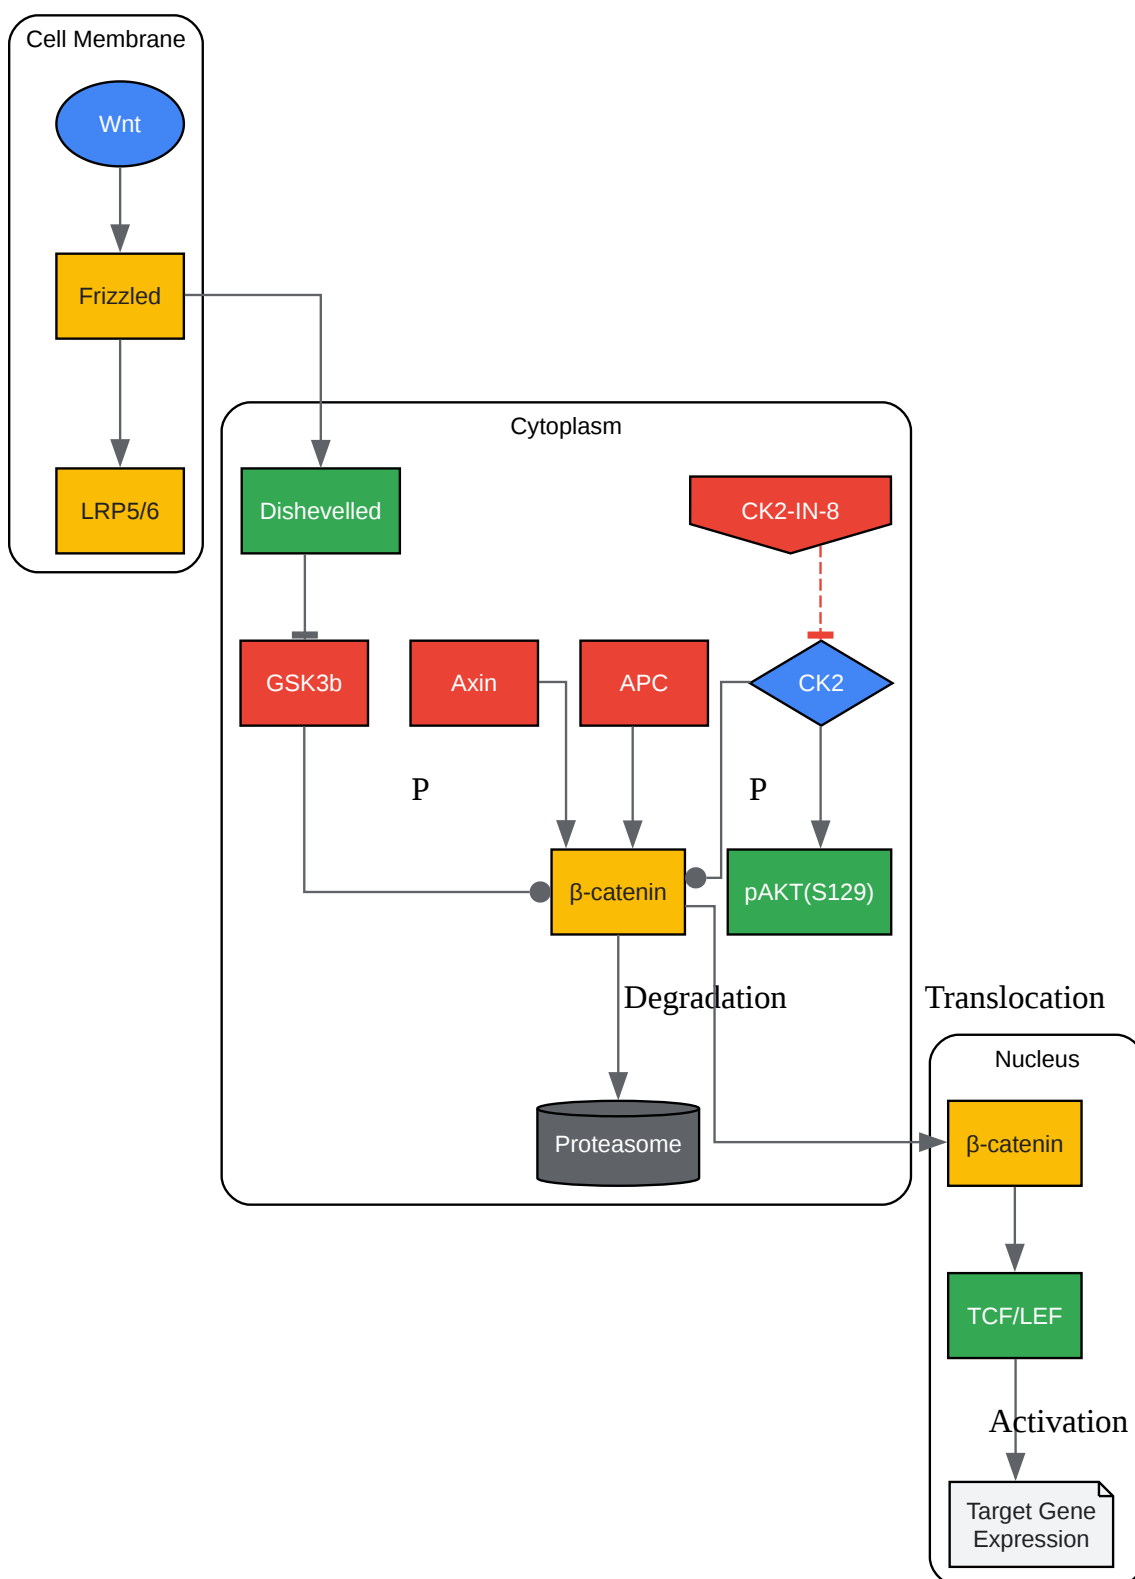 Cell Membrane
Wnt
Frizzled
LRP5/6
Cytoplasm
Dishevelled
CK2-IN-8
GSK3b
Axin
APC
CK2
P
P
β-catenin
pAKT(S129)
Degradation
Translocation
Proteasome
Nucleus
β-catenin
TCF/LEF
Activation
Target Gene
Expression